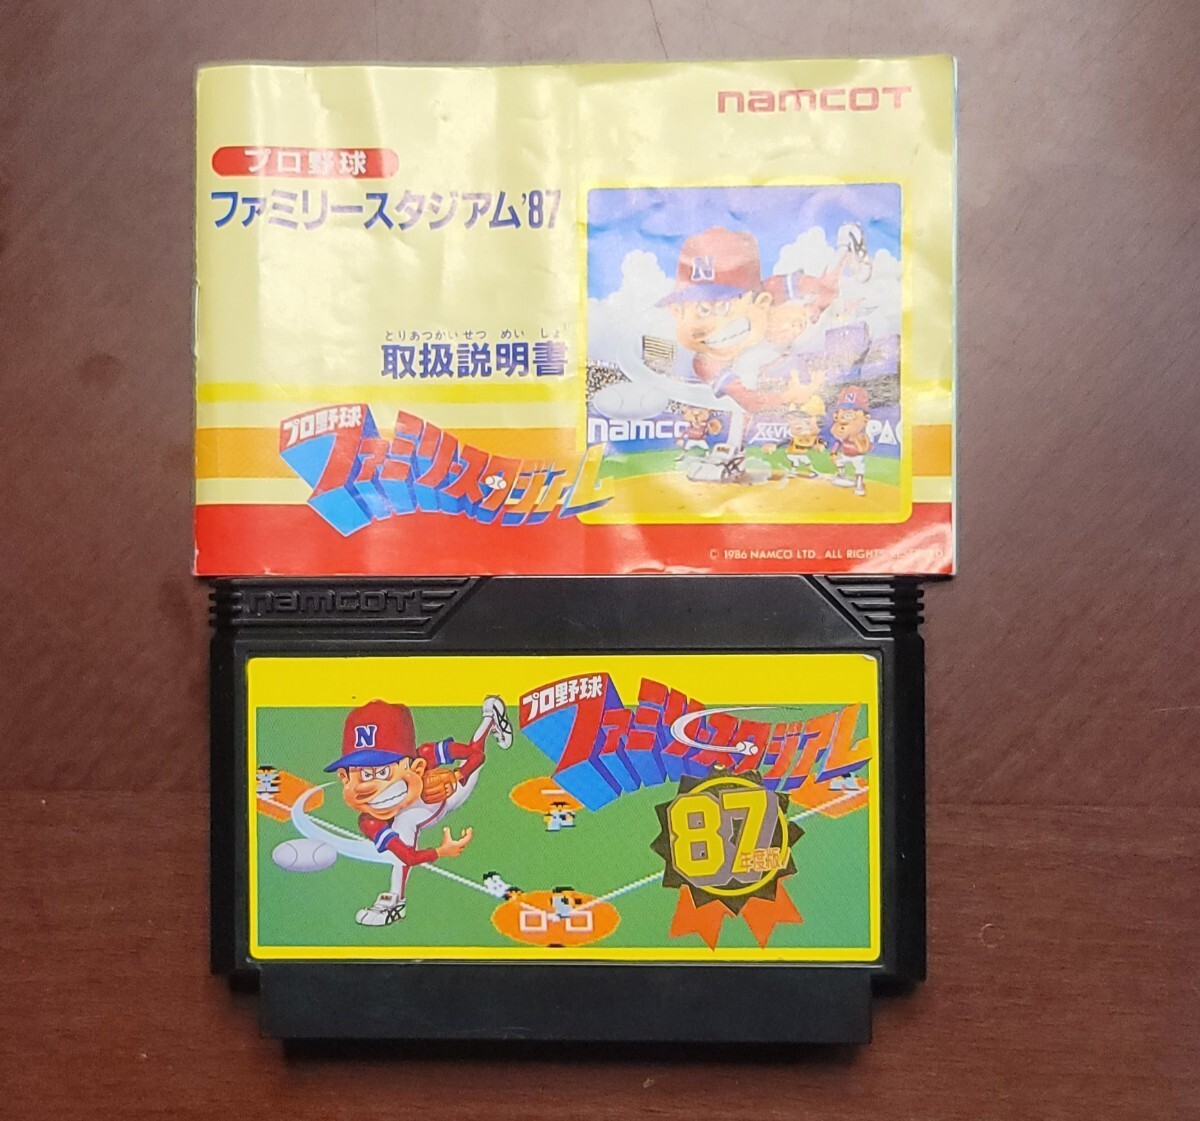 namcoT
プロ野球
ファミリースタジアム'87
とりあつかいせつ めい しょ
取扱説明書
N
namco
XEVI
PAC
N
プロ野球
ファミリースタジアム
© 1986 NAMCO LTD., ALL RIGHTS RESERVED
namcoT
プロ野球
ファミリースタジアム
N
87
年度版